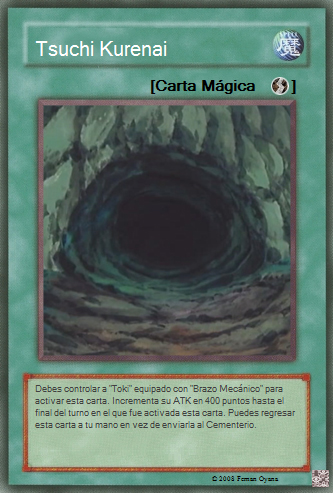 Tsuchi Kurenai
魔
[Carta Mágica ]
Debes controlar a "Toki" equipado con "Brazo Mecánico" para
activar esta carta. Incrementa su ATK en 400 puntos hasta el
final del turno en el que fue activada esta carta. Puedes regresar
esta carta a tu mano en vez de enviarla al Cementerio.
© 2008 Fernan Oyana